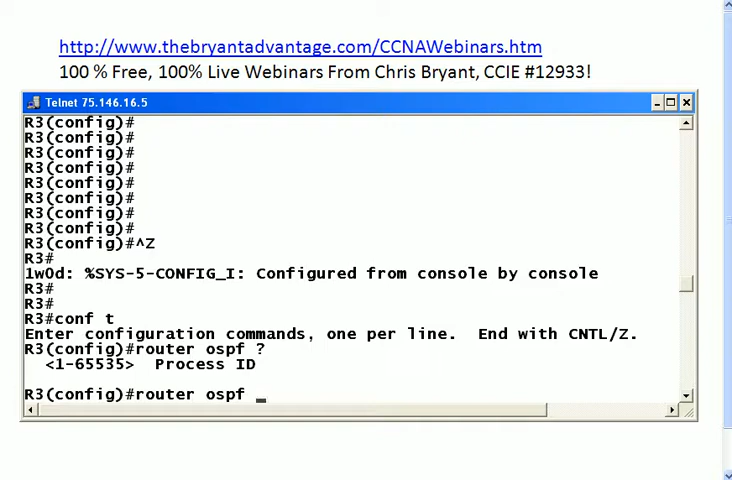 http://www.thebryantadvantage.com/CCNAWebinars.htm
100 % Free, 100% Live Webinars From Chris Bryant, CCIE #12933!
Telnet 75.146.16.5
R3(config)#
R3(config)#
R3(config)#
R3(config)#
R3(config)#
R3(config)#
R3(config)#
R3(config)#
R3(config)#^Z
R3#
1w0d: %SYS-5-CONFIG_I: Configured from console by console
R3#
R3#
R3#conf t
Enter configuration commands, one per line.  End with CNTL/Z.
R3(config)#router ospf ?
  <1-65535>  Process ID
R3(config)#router ospf _